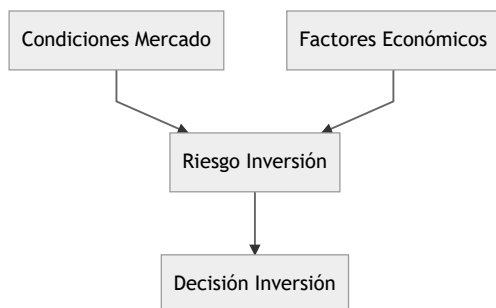 Condiciones Mercado
Factores Económicos
Riesgo Inversión
Decisión Inversión